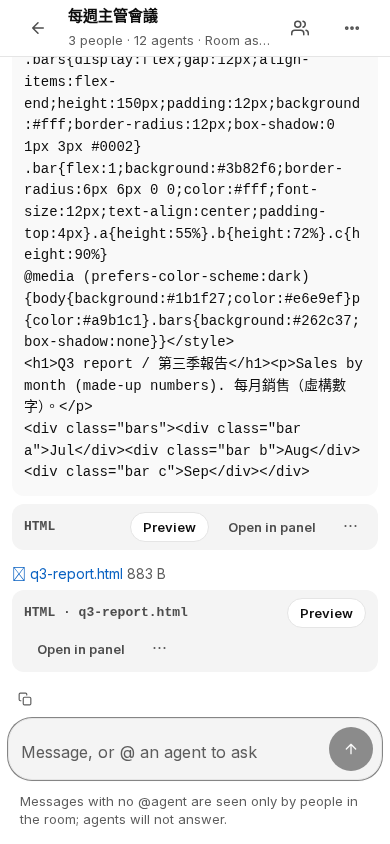 每週主管會議
3 people · 12 agents · Room as…
.bars{display:flex;gap:12px;align-
items:flex-
end;height:150px;padding:12px;background
:#fff;border-radius:12px;box-shadow:0
1px 3px #0002}
.bar{flex:1;background:#3b82f6;border-
radius:6px 6px 0 0;color:#fff;font-
size:12px;text-align:center;padding-
top:4px}.a{height:55%}.b{height:72%}.c{h
eight:90%}
@media (prefers-color-scheme:dark)
{body{background:#1b1f27;color:#e6e9ef}p
{color:#a9b1c1}.bars{background:#262c37;
box-shadow:none}}</style>
<h1>Q3 report / 第三季報告</h1><p>Sales by
month (made-up numbers). 每月銷售（虛構數
字）。</p>
<div class="bars"><div class="bar
a">Jul</div><div class="bar b">Aug</div>
<div class="bar c">Sep</div></div>
HTML Preview Open in panel ···
q3-report.html 883 B
HTML · q3-report.html Preview
Open in panel ···
Message, or @ an agent to ask
Messages with no @agent are seen only by people in
the room; agents will not answer.